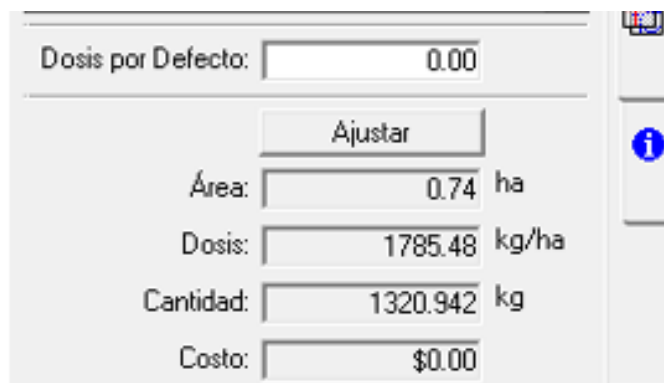 Dosis por Defecto: 0.00
Ajustar
Área: 0.74 ha
Dosis: 1785.48 kg/ha
Cantidad: 1320.942 kg
Costo: $0.00